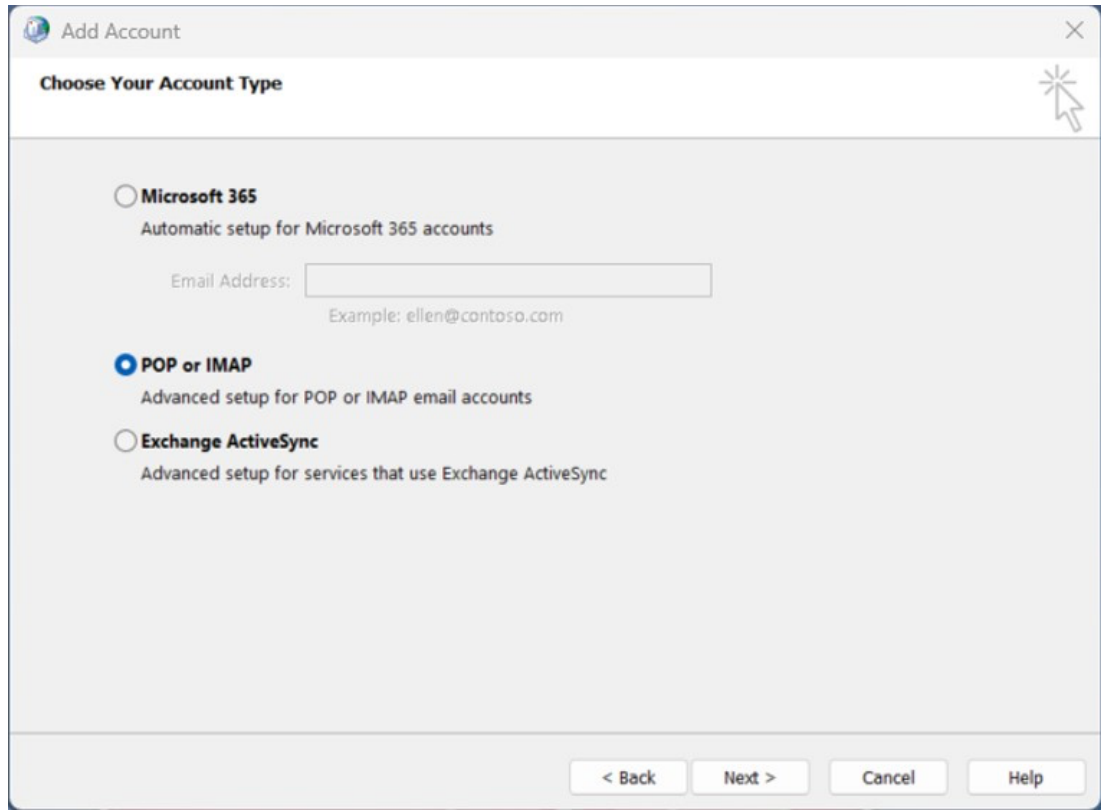 Add Account
Choose Your Account Type
Microsoft 365
Automatic setup for Microsoft 365 accounts
Email Address:
Example: ellen@contoso.com
POP or IMAP
Advanced setup for POP or IMAP email accounts
Exchange ActiveSync
Advanced setup for services that use Exchange ActiveSync
< Back Next > Cancel Help